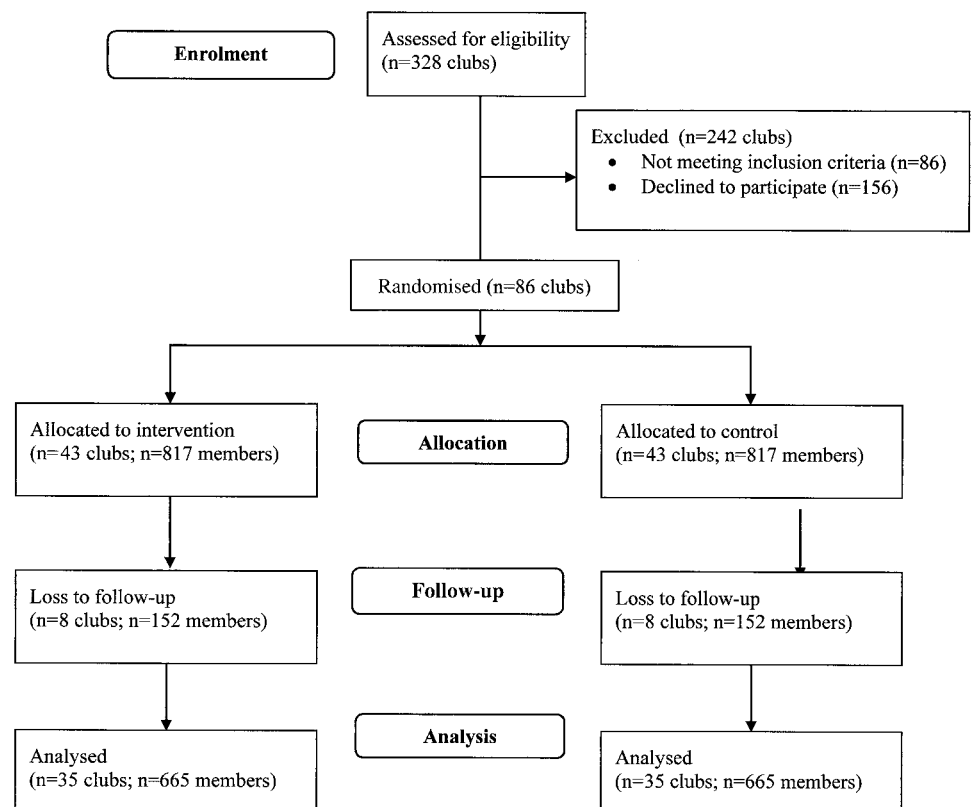 Enrolment
Assessed for eligibility
(n=328 clubs)
Excluded (n=242 clubs)
• Not meeting inclusion criteria (n=86)
• Declined to participate (n=156)
Randomised (n=86 clubs)
Allocated to intervention
(n=43 clubs; n=817 members)
Allocation
Allocated to control
(n=43 clubs; n=817 members)
Loss to follow-up
(n=8 clubs; n=152 members)
Follow-up
Loss to follow-up
(n=8 clubs; n=152 members)
Analysed
(n=35 clubs; n=665 members)
Analysis
Analysed
(n=35 clubs; n=665 members)